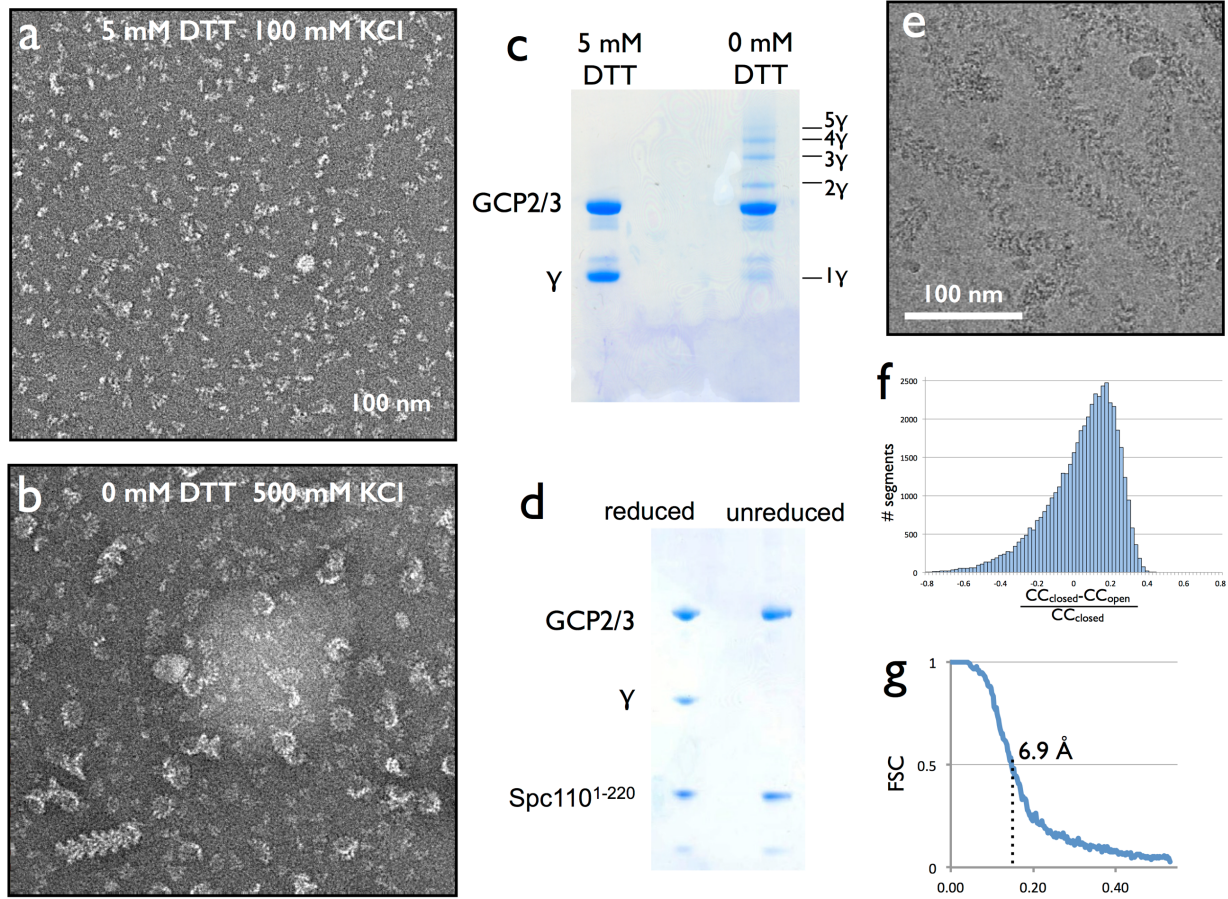 a
5 mM DTT 100 mM KCl
100 nm
b
0 mM DTT 500 mM KCl
c
5 mM
DTT
0 mM
DTT
GCP2/3
γ
5γ
4γ
3γ
2γ
1γ
d
reduced
unreduced
GCP2/3
γ
Spc110¹⁻²²⁰
e
100 nm
f
# segments
2500
2000
1500
1000
500
0
-0.8 -0.6 -0.4 -0.2 0 0.2 0.4 0.6 0.8
CCclosed-CCopen
CCclosed
g
FSC
1
0.5
0
6.9 Å
0.00 0.20 0.40